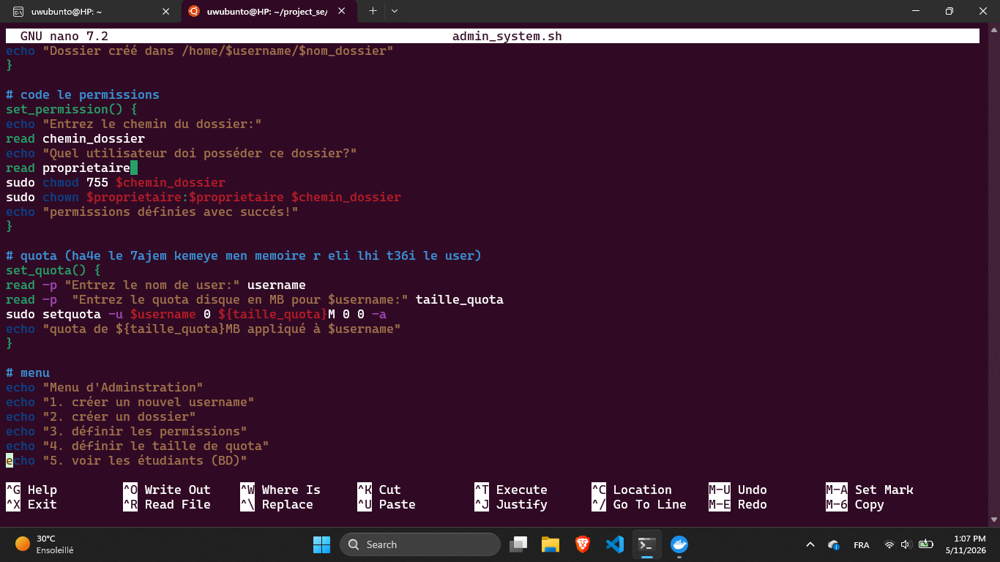 uwubunto@HP: ~
uwubunto@HP: ~/project_se/
GNU nano 7.2 admin_system.sh
echo "Dossier créé dans /home/$username/$nom_dossier"
}
# code le permissions
set_permission() {
echo "Entrez le chemin du dossier:"
read chemin_dossier
echo "Quel utilisateur doi posséder ce dossier?"
read proprietaire
sudo chmod 755 $chemin_dossier
sudo chown $proprietaire:$proprietaire $chemin_dossier
echo "permissions définies avec succés!"
}
# quota (ha4e le 7ajem kemeye men memoire r eli lhi t36i le user)
set_quota() {
read -p "Entrez le nom de user:" username
read -p  "Entrez le quota disque en MB pour $username:" taille_quota
sudo setquota -u $username 0 ${taille_quota}M 0 0 -a
echo "quota de ${taille_quota}MB appliqué à $username"
}
# menu
echo "Menu d'Adminstration"
echo "1. créer un nouvel username"
echo "2. créer un dossier"
echo "3. définir les permissions"
echo "4. définir le taille de quota"
echo "5. voir les étudiants (BD)"
^G Help ^O Write Out ^W Where Is ^K Cut ^T Execute ^C Location M-U Undo M-A Set Mark
^X Exit ^R Read File ^\ Replace ^U Paste ^J Justify ^/ Go To Line M-E Redo M-6 Copy
30°C
Ensoleillé
Search
FRA
1:07 PM
5/11/2026